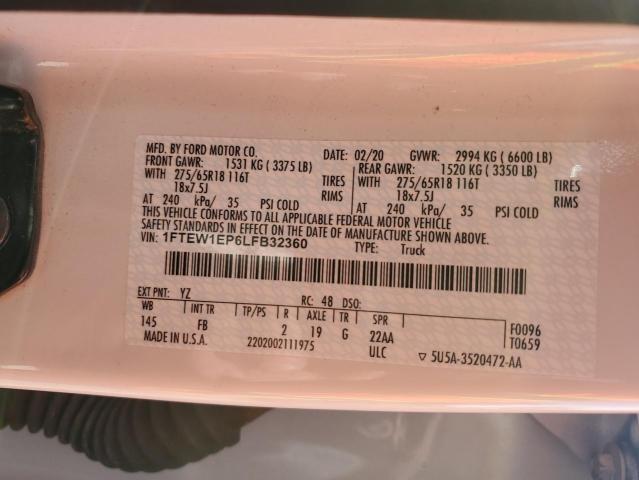 MFD. BY FORD MOTOR CO. DATE: 02/20 GVWR: 2994 KG ( 6600 LB)
FRONT GAWR: 1531 KG ( 3375 LB) REAR GAWR: 1520 KG ( 3350 LB)
WITH 275/65R18 116T TIRES WITH 275/65R18 116T TIRES
18x7.5J RIMS 18x7.5J RIMS
AT 240 kPa/ 35 PSI COLD AT 240 kPa/ 35 PSI COLD
THIS VEHICLE CONFORMS TO ALL APPLICABLE FEDERAL MOTOR VEHICLE
SAFETY STANDARDS IN EFFECT ON THE DATE OF MANUFACTURE SHOWN ABOVE.
VIN: 1FTEW1EP6LFB32360 TYPE: Truck
EXT PNT: YZ RC: 48 DSO:
WB INT TR TP/PS R AXLE TR SPR F0096
145 FB 2 19 G 22AA T0659
MADE IN U.S.A. 2202002111975 ULC ▽ 5U5A-3520472-AA